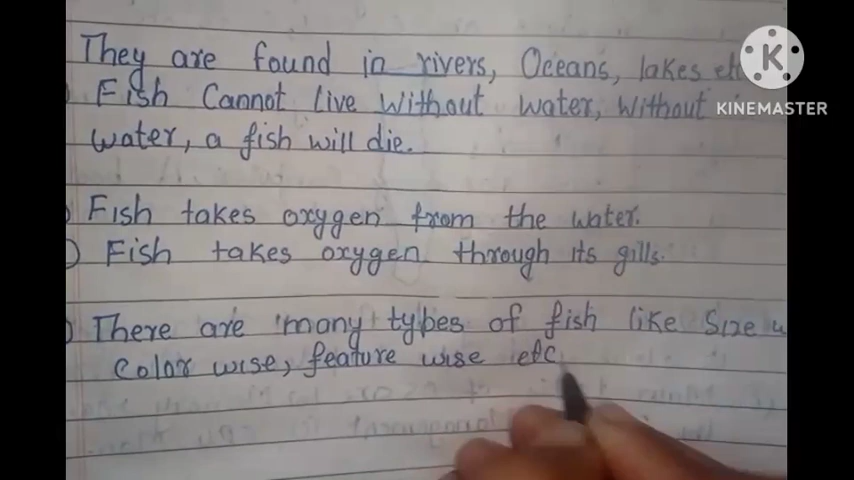 They are found in rivers, Oceans, lakes
Fish Cannot live without water, without
water, a fish will die.
Fish takes oxygen from the water.
Fish takes oxygen through its gills.
There are many types of fish like Size
Color wise, feature wise etc
K
KINEMASTER